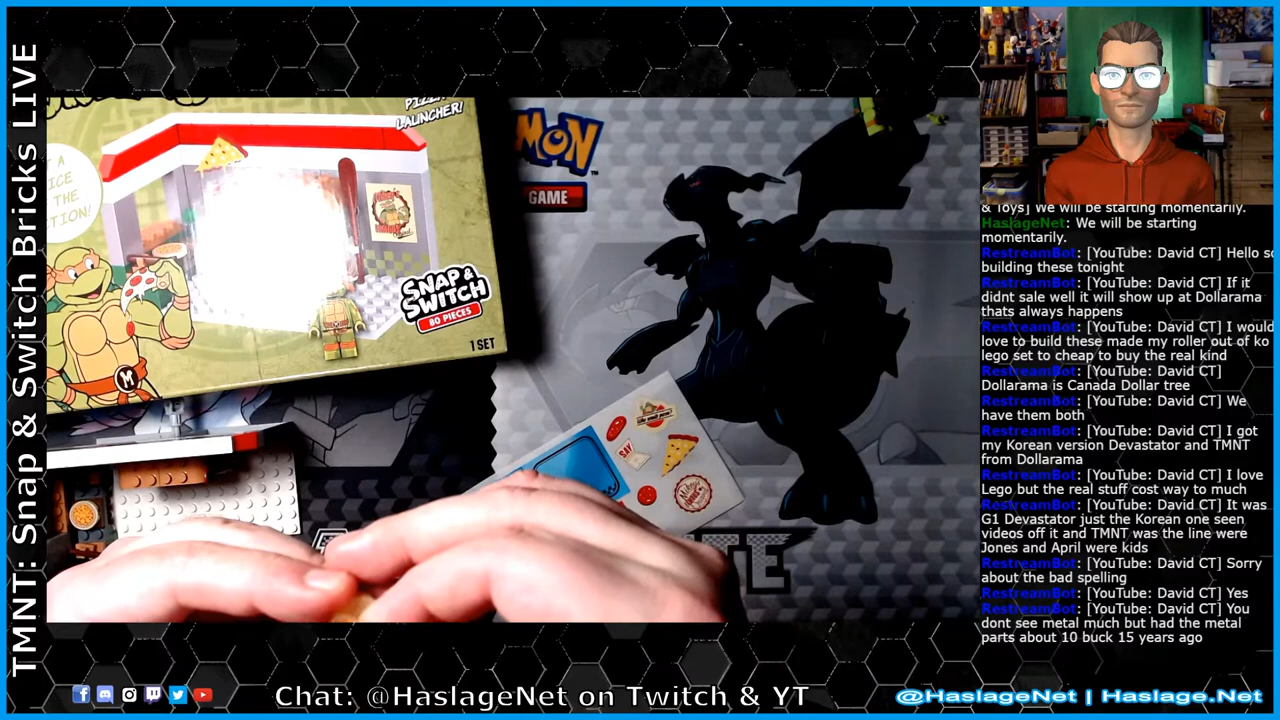 TMNT: Snap & Switch Bricks LIVE
PIZZA
LAUNCHER!
A
ICE
THE
TION!
SNAP &
SWITCH
80 PIECES
1 SET
M
MON
™
GAME
SAY
& Toys] We will be starting momentarily.
HaslageNet: We will be starting
momentarily.
RestreamBot: [YouTube: David CT] Hello so
building these tonight
RestreamBot: [YouTube: David CT] If it
didnt sale well it will show up at Dollarama
thats always happens
RestreamBot: [YouTube: David CT] I would
love to build these made my roller out of ko
lego set to cheap to buy the real kind
RestreamBot: [YouTube: David CT]
Dollarama is Canada Dollar tree
RestreamBot: [YouTube: David CT] We
have them both
RestreamBot: [YouTube: David CT] I got
my Korean version Devastator and TMNT
from Dollarama
RestreamBot: [YouTube: David CT] I love
Lego but the real stuff cost way to much
RestreamBot: [YouTube: David CT] It was
G1 Devastator just the Korean one seen
videos off it and TMNT was the line were
Jones and April were kids
RestreamBot: [YouTube: David CT] Sorry
about the bad spelling
RestreamBot: [YouTube: David CT] Yes
RestreamBot: [YouTube: David CT] You
dont see metal much but had the metal
parts about 10 buck 15 years ago
Chat: @HaslageNet on Twitch & YT
@HaslageNet | Haslage.Net